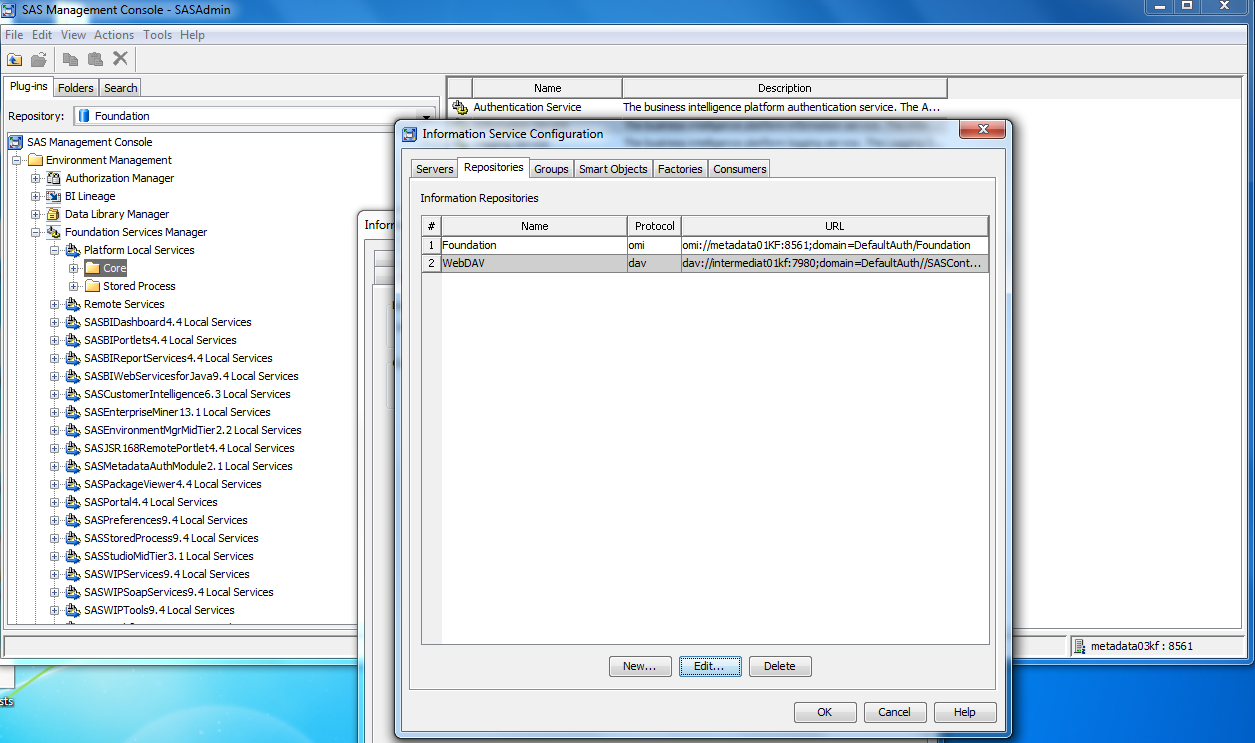 SAS Management Console - SASAdmin
File Edit View Actions Tools Help
Plug-ins Folders Search
Repository: Foundation
SAS Management Console
Environment Management
Authorization Manager
BI Lineage
Data Library Manager
Foundation Services Manager
Platform Local Services
Core
Stored Process
Remote Services
SASBIDashboard4.4 Local Services
SASBIPortlets4.4 Local Services
SASBIReportServices4.4 Local Services
SASBIWebServicesforJava9.4 Local Services
SASCustomerIntelligence6.3 Local Services
SASEnterpriseMiner13.1 Local Services
SASEnvironmentMgrMidTier2.2 Local Services
SASJSR168RemotePortlet4.4 Local Services
SASMetadataAuthModule2.1 Local Services
SASPackageViewer4.4 Local Services
SASPortal4.4 Local Services
SASPreferences9.4 Local Services
SASStoredProcess9.4 Local Services
SASStudioMidTier3.1 Local Services
SASWIPServices9.4 Local Services
SASWIPSoapServices9.4 Local Services
SASWIPTools9.4 Local Services
Name Description
Authentication Service The business intelligence platform authentication service. The A...
Inforn
Information Service Configuration
Servers Repositories Groups Smart Objects Factories Consumers
Information Repositories
# Name Protocol URL
1 Foundation omi omi://metadata01KF:8561;domain=DefaultAuth/Foundation
2 WebDAV dav dav://intermediat01kf:7980;domain=DefaultAuth//SASCont...
New... Edit... Delete
OK Cancel Help
metadata03kf : 8561
sts